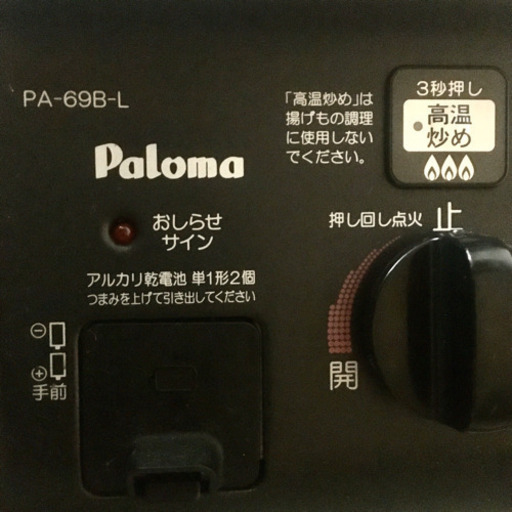 PA-69B-L
Paloma
おしらせ
サイン
アルカリ乾電池 単1形2個
つまみを上げて引き出してください
⊖
⊕
手前
「高温炒め」は
揚げもの調理
に使用しない
でください。
3秒押し
高温
炒め
押し回し点火
止
開